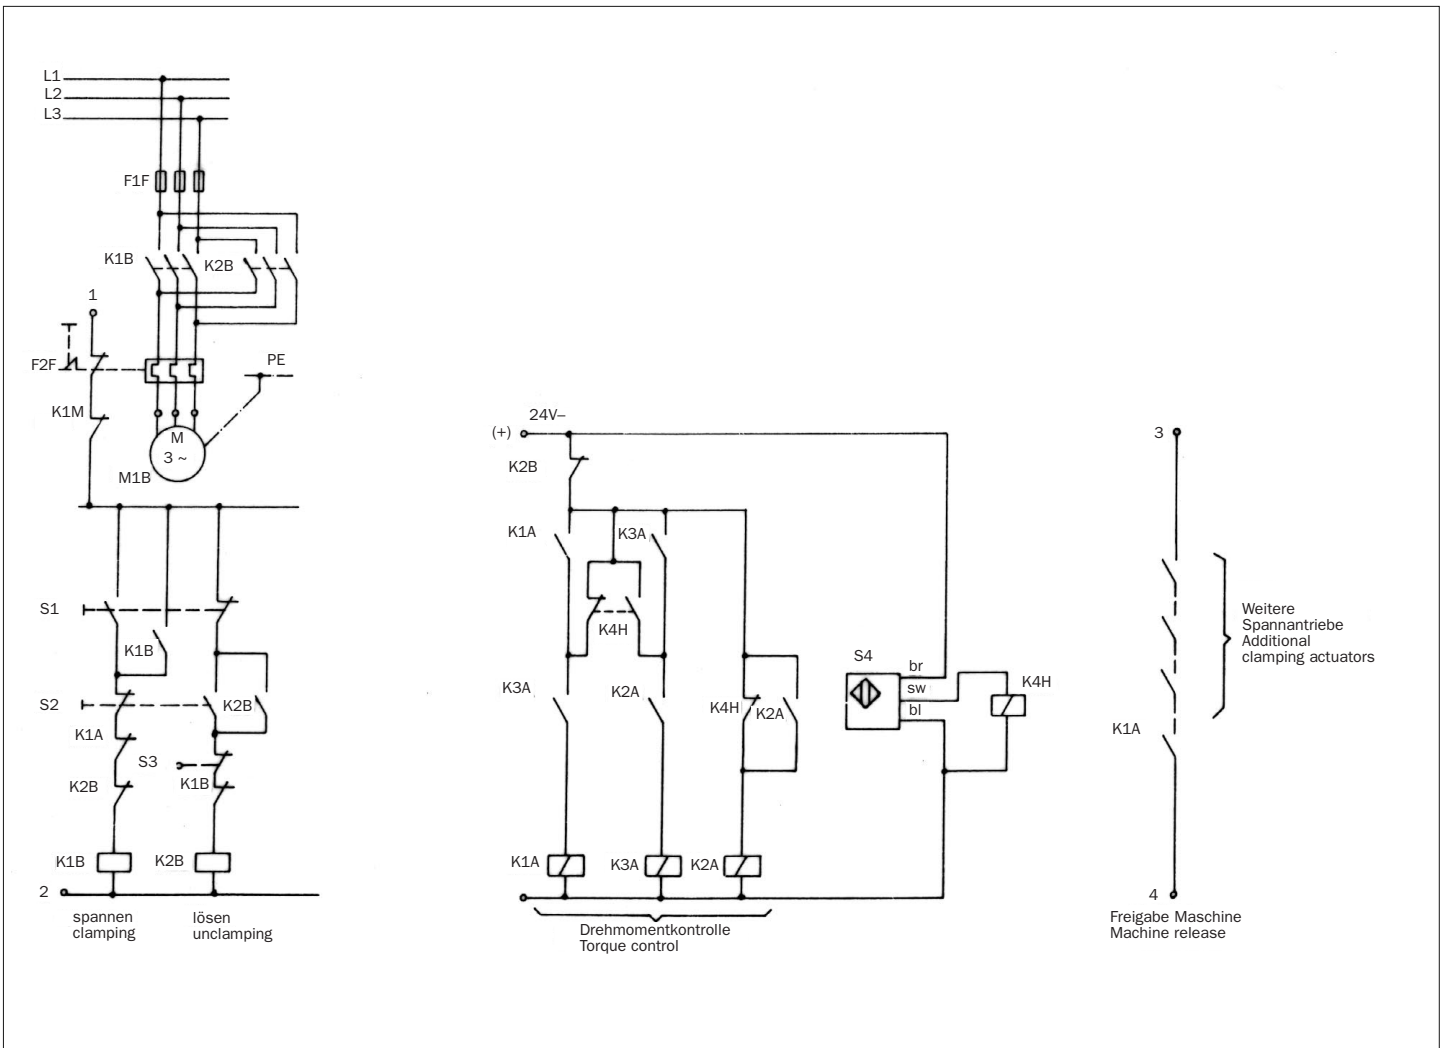 L1
L2
L3
F1F
K1B
K2B
1
F2F
PE
K1M
M
3 ~
M1B
S1
K1B
S2
K2B
K1A
S3
K2B
K1B
K1B
K2B
2
spannen
clamping
lösen
unclamping
24V–
(+)
K2B
K1A
K3A
K4H
K3A
K2A
K4H
K2A
S4
br
sw
bl
K4H
K1A
K3A
K2A
Drehmomentkontrolle
Torque control
3
Weitere
Spannantriebe
Additional
clamping actuators
K1A
4
Freigabe Maschine
Machine release